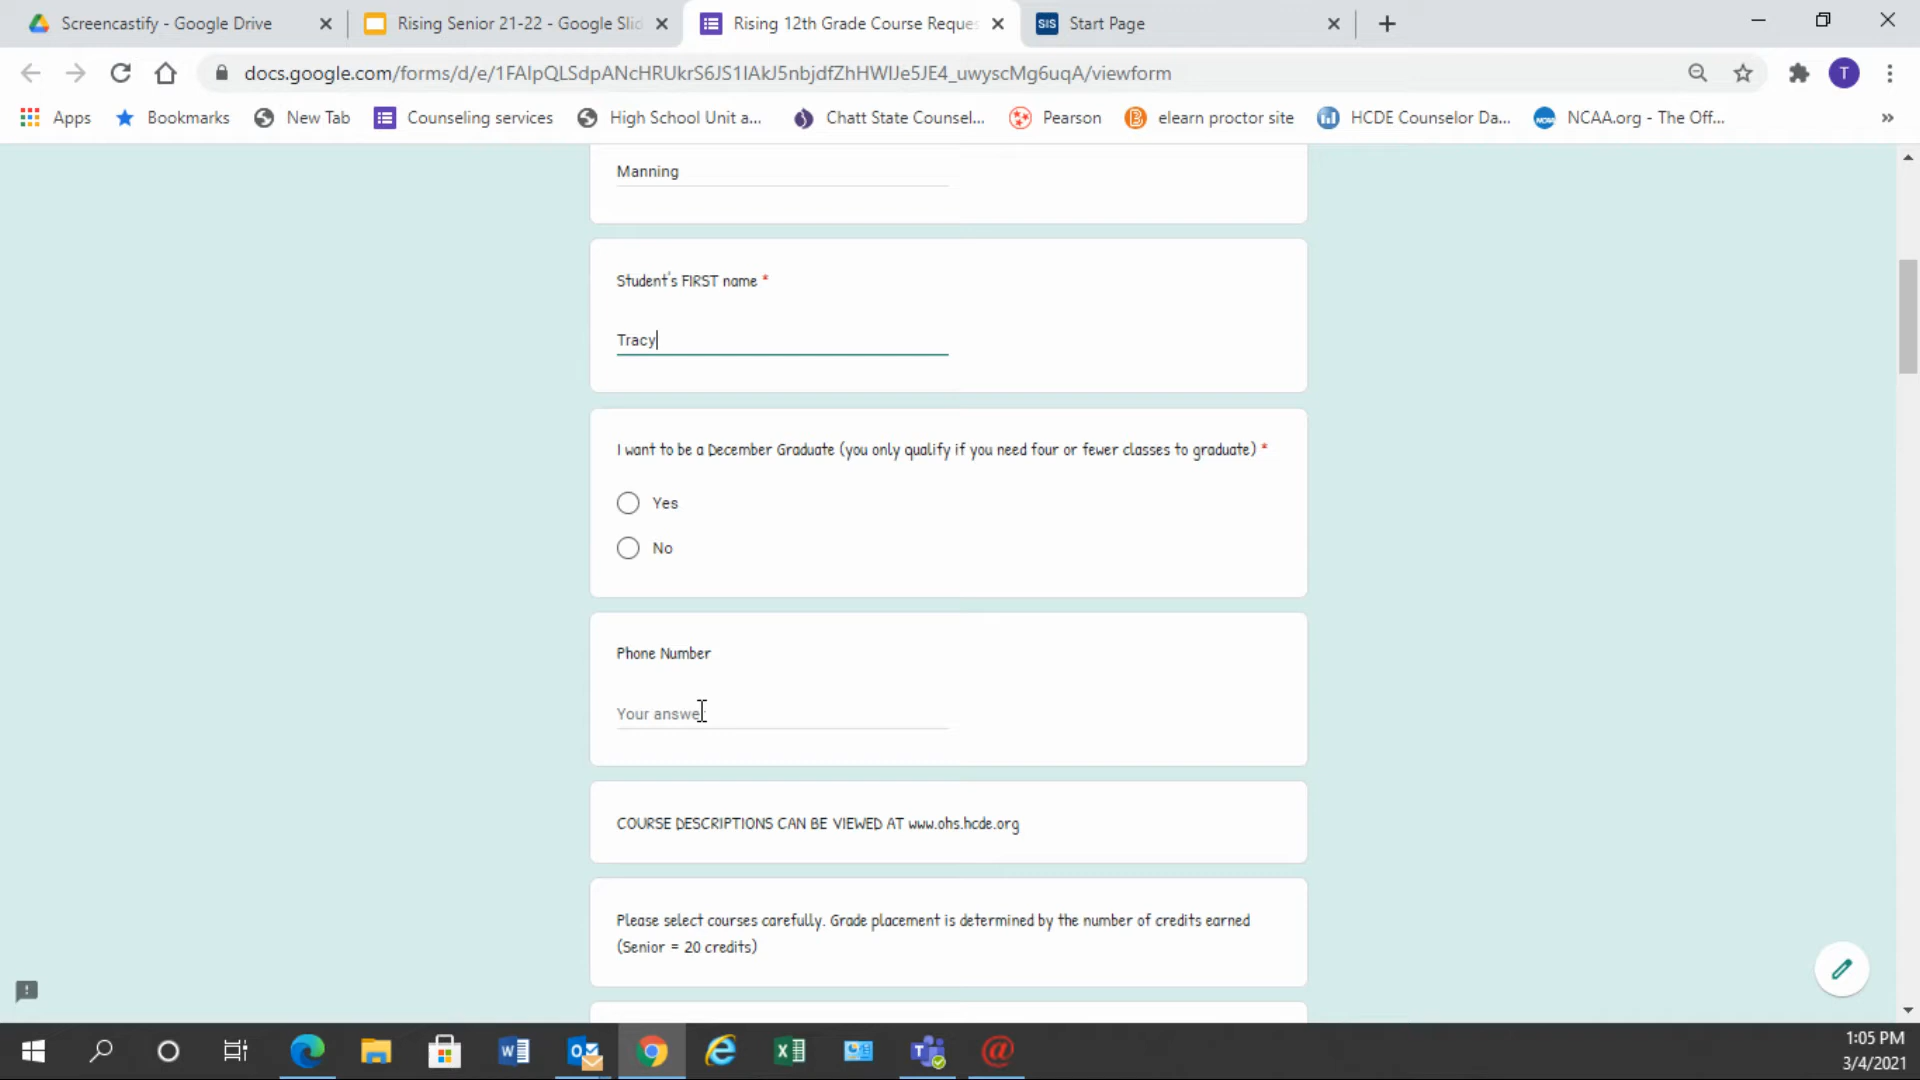 Screencastify - Google Drive
Rising Senior 21-22 - Google Slid
Rising 12th Grade Course Reques
SIS
Start Page
docs.google.com/forms/d/e/1FAIpQLSdpANcHRUkrS6JS1IAkJ5nbjdfZhHWlJe5JE4_uwyscMg6uqA/viewform
T
Apps
Bookmarks
New Tab
Counseling services
High School Unit a...
Chatt State Counsel...
Pearson
elearn proctor site
HCDE Counselor Da...
NCAA.org - The Off...
»
Manning
Student's FIRST name *
Tracy
I want to be a December Graduate (you only qualify if you need four or fewer classes to graduate) *
Yes
No
Phone Number
Your answer
COURSE DESCRIPTIONS CAN BE VIEWED AT www.ohs.hcde.org
Please select courses carefully. Grade placement is determined by the number of credits earned
(Senior = 20 credits)
1:05 PM
3/4/2021